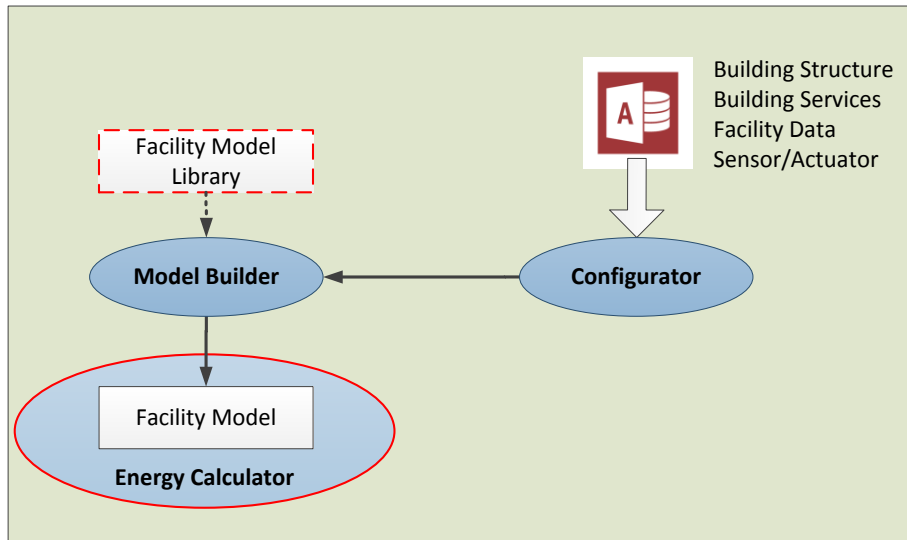 A
Building Structure
Building Services
Facility Data
Sensor/Actuator
Facility Model
Library
Model Builder
Configurator
Facility Model
Energy Calculator